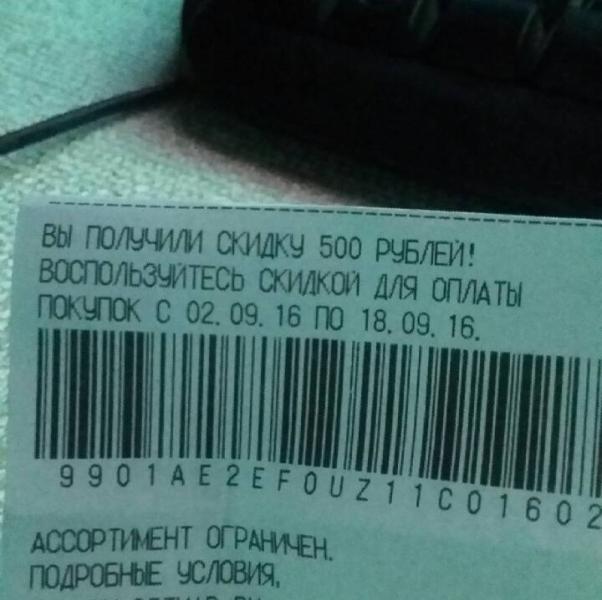 ВЫ ПОЛУЧИЛИ СКИДКУ 500 РУБЛЕЙ!
ВОСПОЛЬЗУЙТЕСЬ СКИДКОЙ ДЛЯ ОПЛАТЫ
ПОКУПОК С 02.09.16 ПО 18.09.16.
9901AE2EF0UZ11C01602
АССОРТИМЕНТ ОГРАНИЧЕН.
ПОДРОБНЫЕ УСЛОВИЯ,